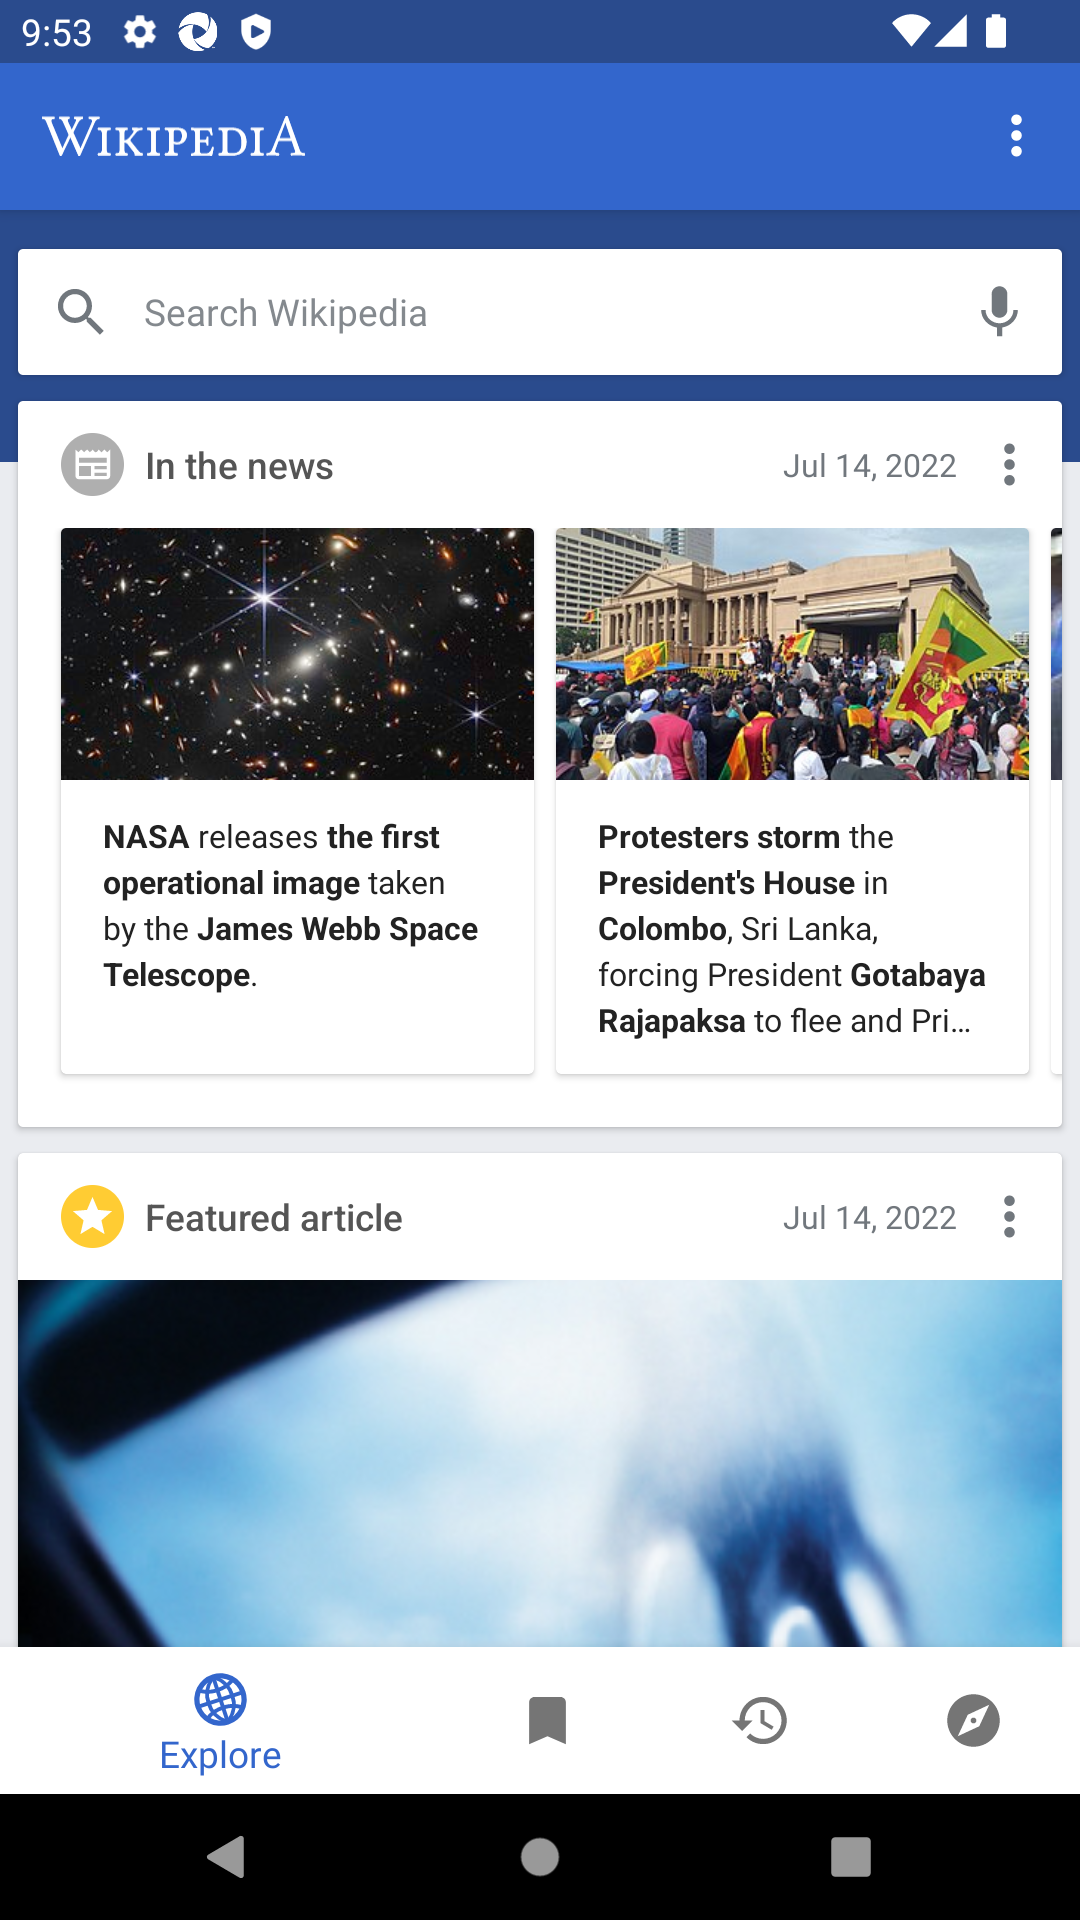 9:53
WIKIPEDIA
Search Wikipedia
In the news
Jul 14, 2022
NASA releases the first
operational image taken
by the James Webb Space
Telescope.
Protesters storm the
President's House in
Colombo, Sri Lanka,
forcing President Gotabaya
Rajapaksa to flee and Pri…
Featured article
Jul 14, 2022
Explore